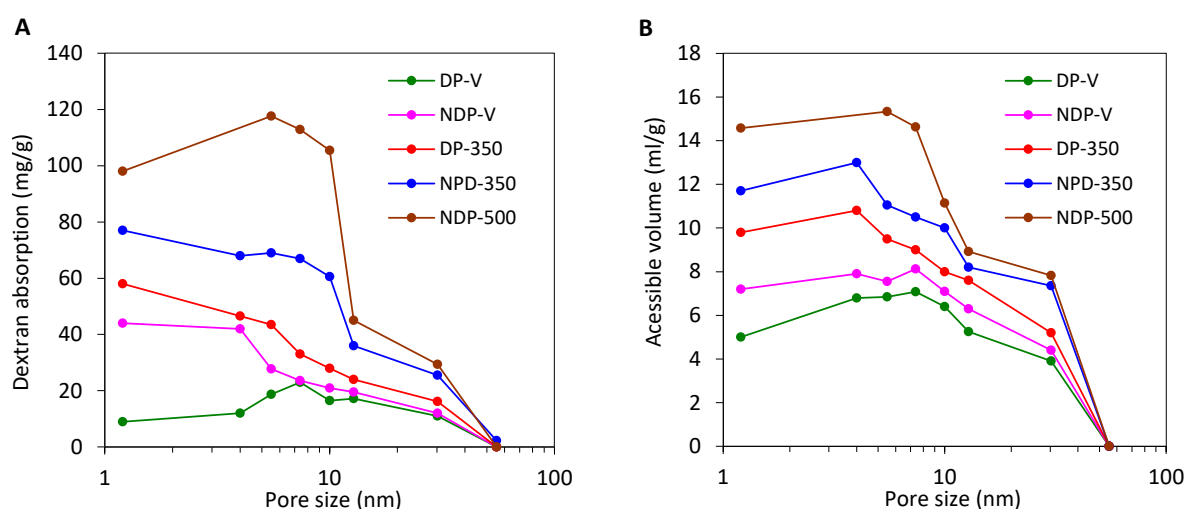 A
140
120
100
80
60
40
20
0
1
10
100
Dextran absorption (mg/g)
Pore size (nm)
DP-V
NDP-V
DP-350
NPD-350
NDP-500
B
18
16
14
12
10
8
6
4
2
0
1
10
100
Acessible volume (ml/g)
Pore size (nm)
DP-V
NDP-V
DP-350
NPD-350
NDP-500